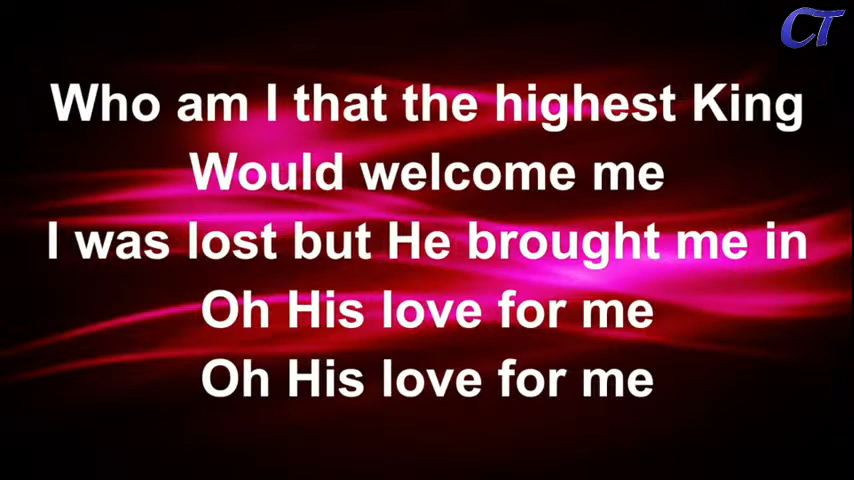 CT
Who am I that the highest King
Would welcome me
I was lost but He brought me in
Oh His love for me
Oh His love for me